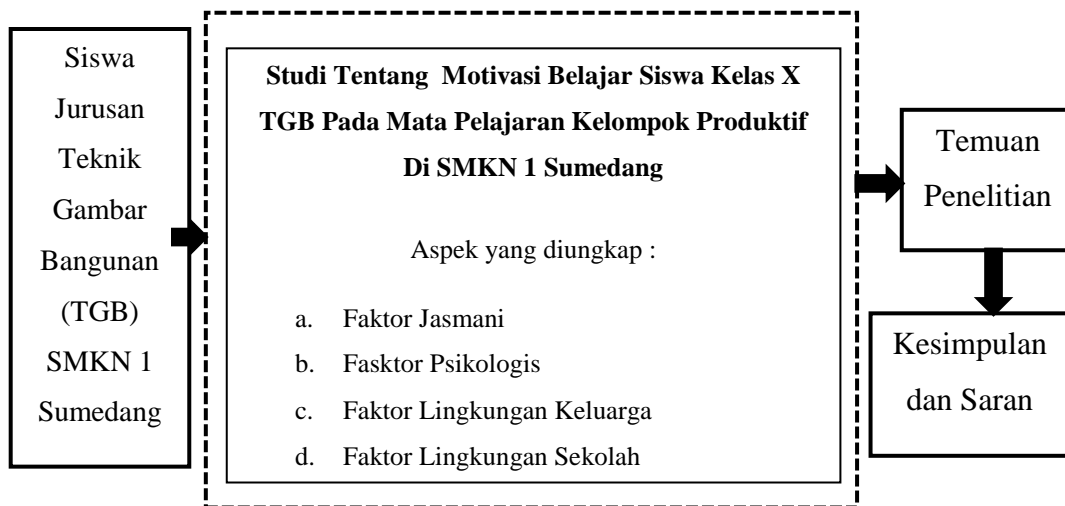 Siswa
Jurusan
Teknik
Gambar
Bangunan
(TGB)
SMKN 1
Sumedang
Studi Tentang Motivasi Belajar Siswa Kelas X
TGB Pada Mata Pelajaran Kelompok Produktif
Di SMKN 1 Sumedang
Aspek yang diungkap :
a. Faktor Jasmani
b. Fasktor Psikologis
c. Faktor Lingkungan Keluarga
d. Faktor Lingkungan Sekolah
Temuan
Penelitian
Kesimpulan
dan Saran